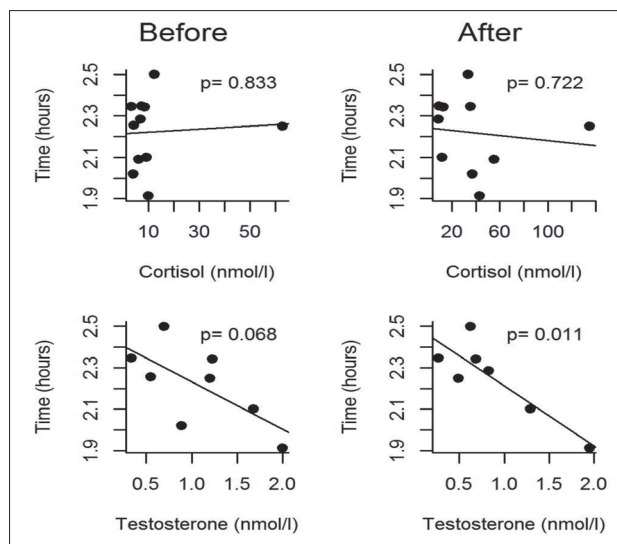 Before
After
Time (hours)
1.9 2.1 2.3 2.5
p= 0.833
10 30 50
Cortisol (nmol/l)
Time (hours)
1.9 2.1 2.3 2.5
p= 0.722
20 60 100
Cortisol (nmol/l)
Time (hours)
1.9 2.1 2.3 2.5
p= 0.068
0.5 1.0 1.5 2.0
Testosterone (nmol/l)
Time (hours)
1.9 2.1 2.3 2.5
p= 0.011
0.5 1.0 1.5 2.0
Testosterone (nmol/l)